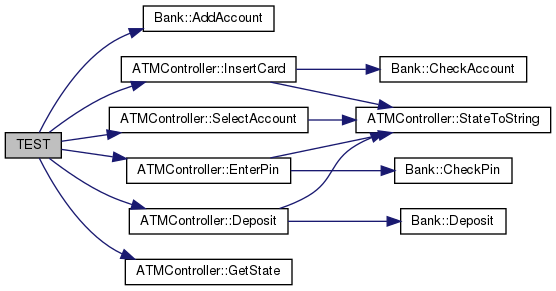 Bank::AddAccount
ATMController::InsertCard
Bank::CheckAccount
ATMController::SelectAccount
ATMController::StateToString
TEST
ATMController::EnterPin
Bank::CheckPin
ATMController::Deposit
Bank::Deposit
ATMController::GetState